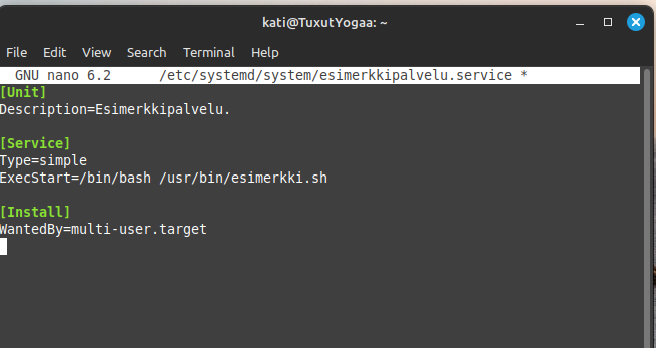 kati@TuxutYogaa: ~
File Edit View Search Terminal Help
GNU nano 6.2 /etc/systemd/system/esimerkkipalvelu.service *
[Unit]
Description=Esimerkkipalvelu.
[Service]
Type=simple
ExecStart=/bin/bash /usr/bin/esimerkki.sh
[Install]
WantedBy=multi-user.target